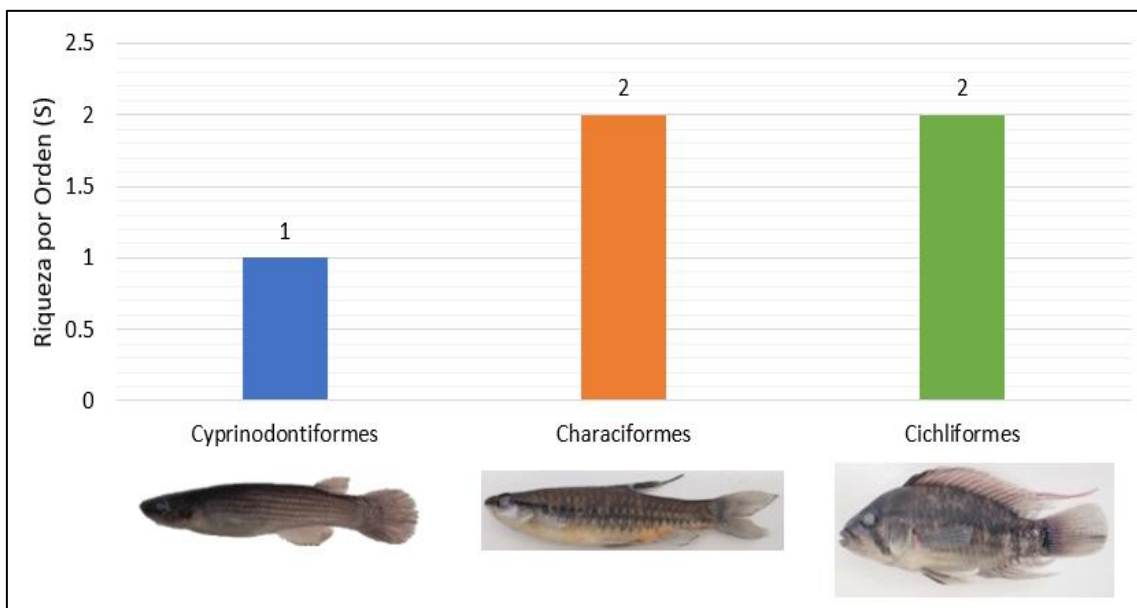 Riqueza por Orden (S)
2.5
2
1.5
1
0.5
0
1
2
2
Cyprinodontiformes
Characiformes
Cichliformes